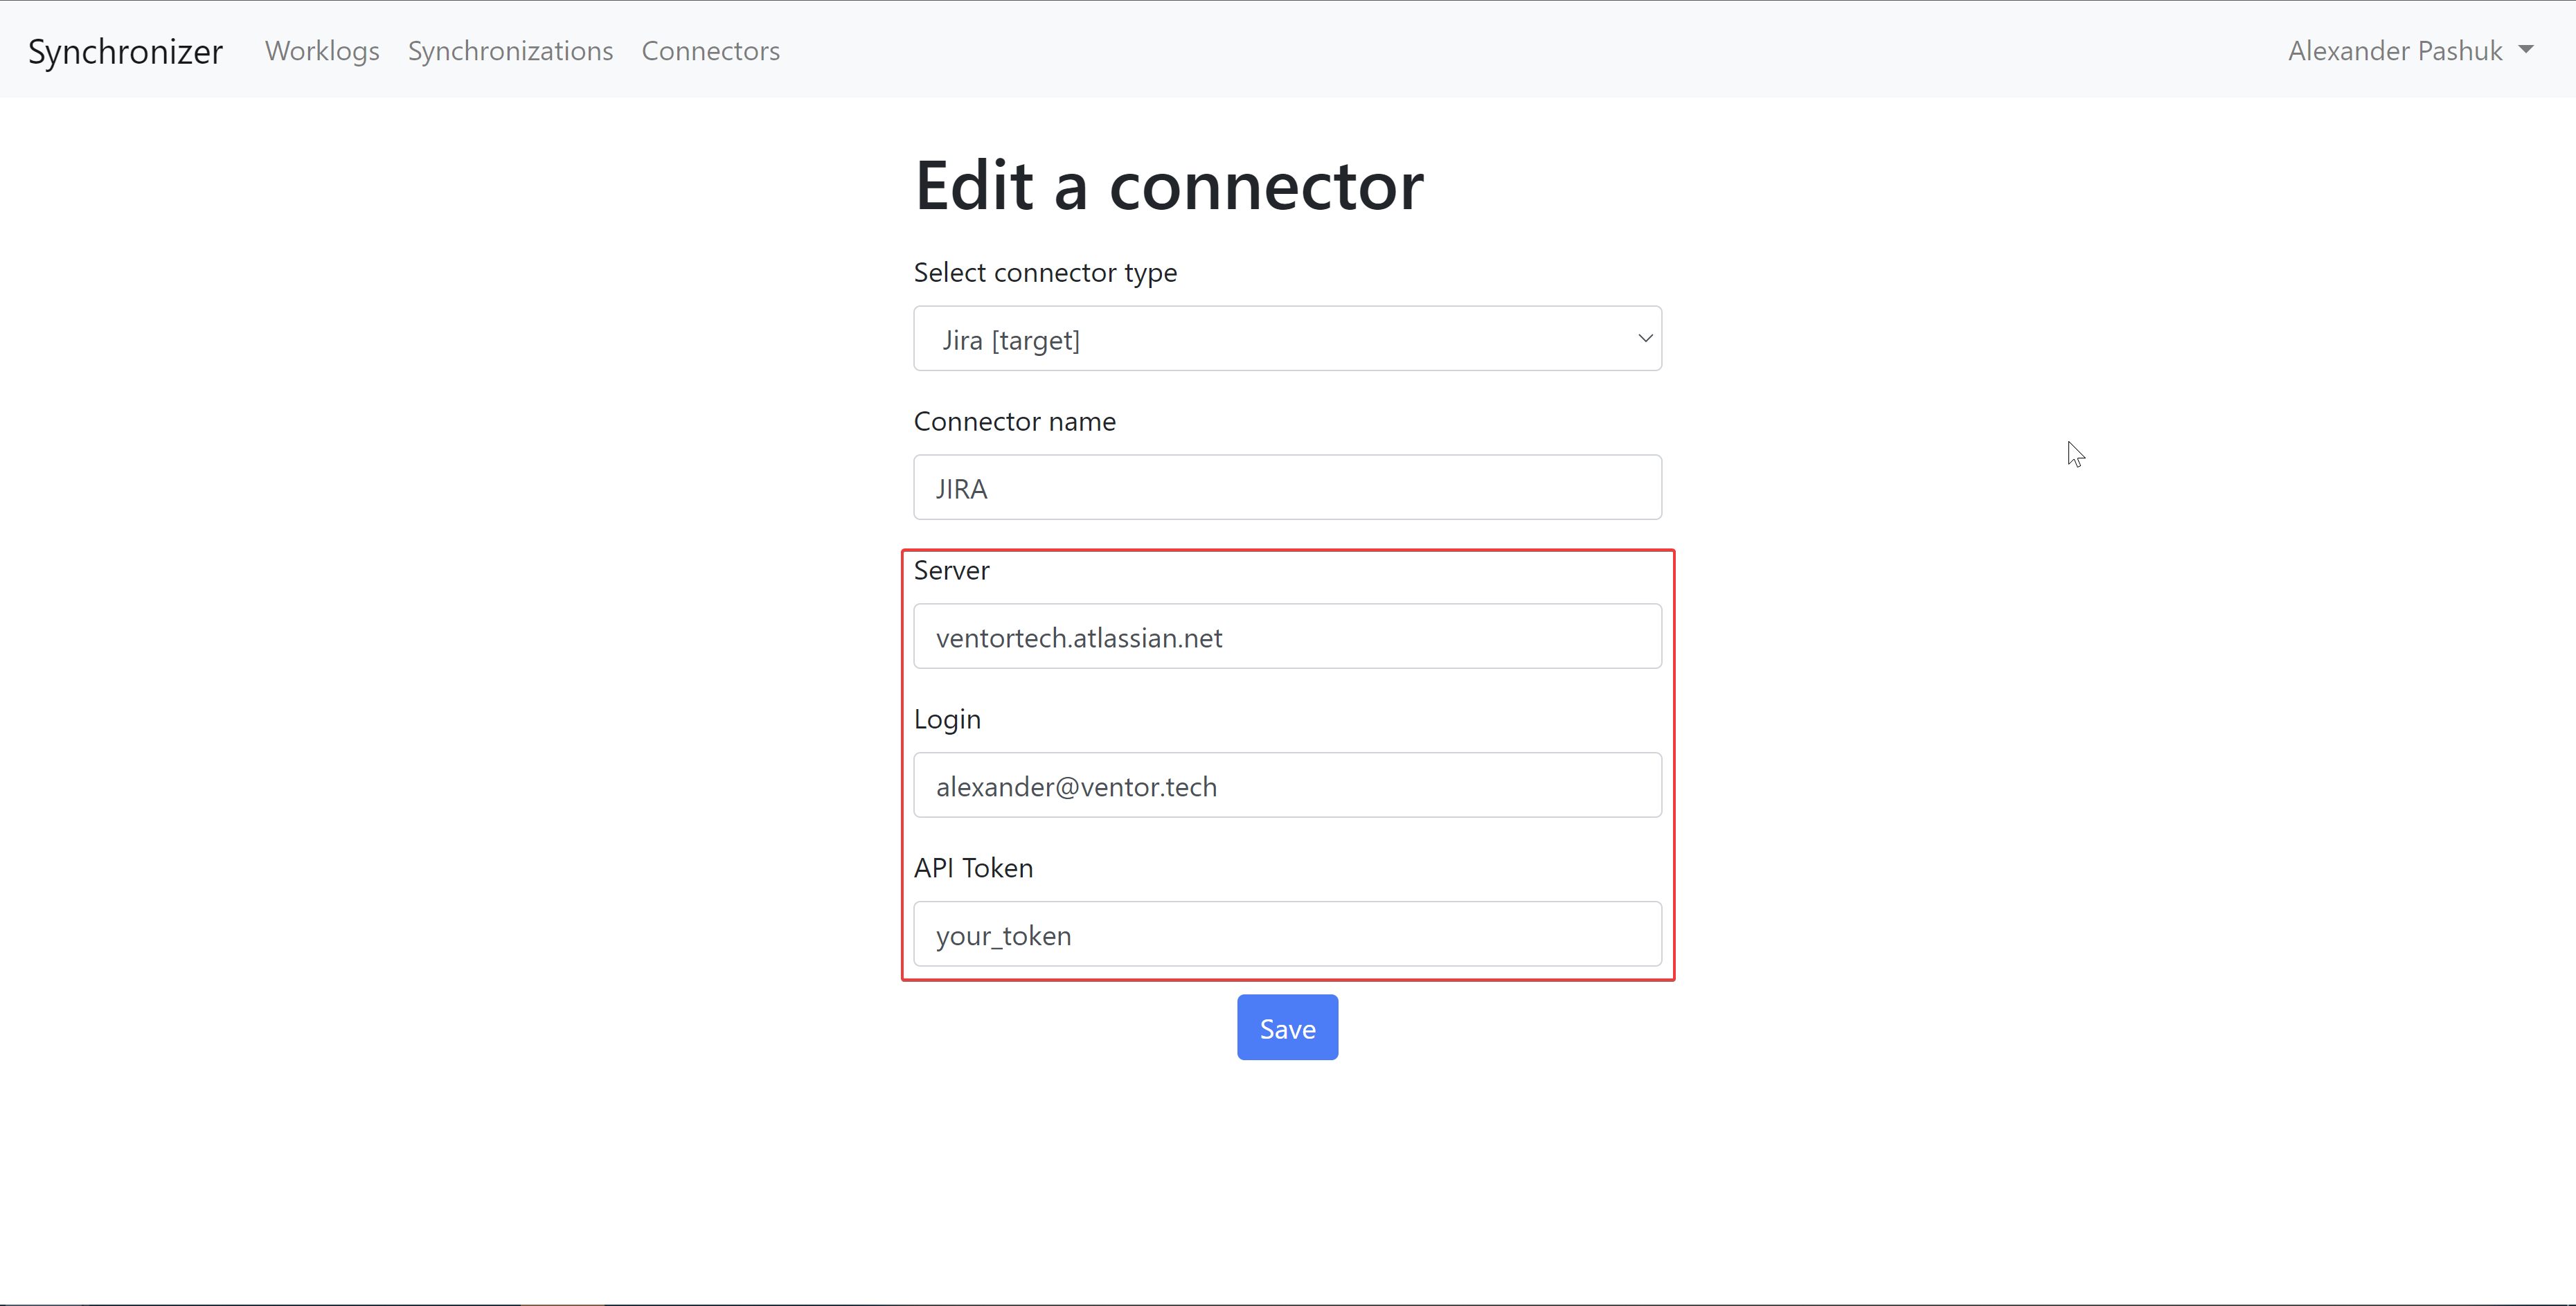 Synchronizer Worklogs Synchronizations Connectors Alexander Pashuk
Edit a connector
Select connector type
Jira [target]
Connector name
JIRA
Server
ventortech.atlassian.net
Login
alexander@ventor.tech
API Token
your_token
Save